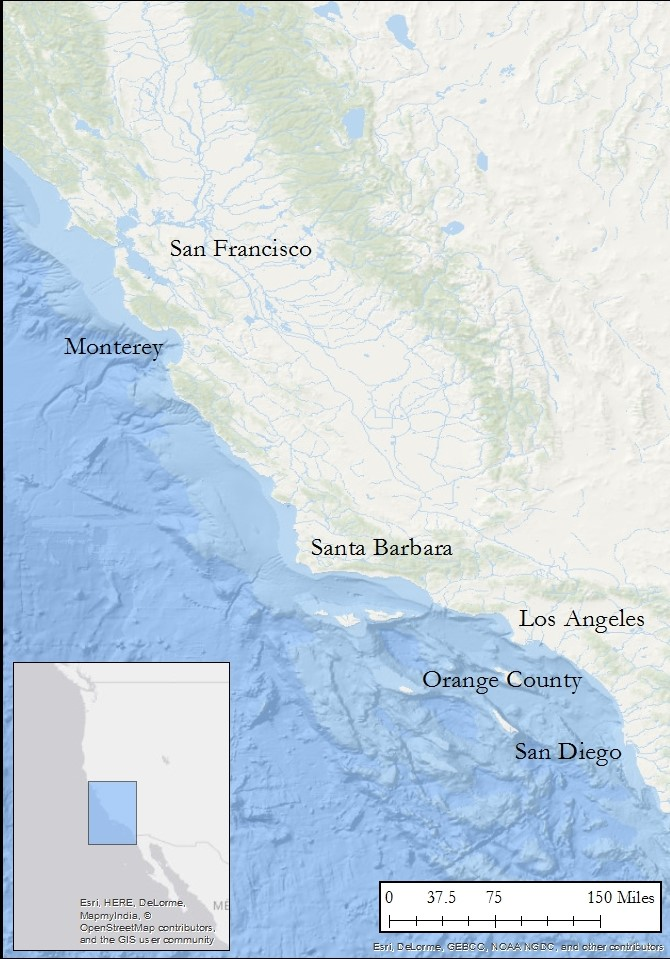 San Francisco
Monterey
Santa Barbara
Los Angeles
Orange County
San Diego
Esri, HERE, DeLorme,
MapmyIndia, ©
OpenStreetMap contributors,
and the GIS user community
ME
0 37.5 75 150 Miles
Esri, DeLorme, GEBCO, NOAA NGDC, and other contributors